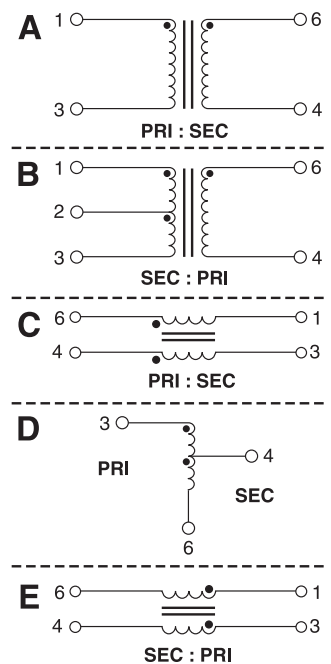 A
1 6
3 4
PRI : SEC
B
1 6
2
3 4
SEC : PRI
C
6 1
4 3
PRI : SEC
D
3
4
PRI
SEC
6
E
6 1
4 3
SEC : PRI